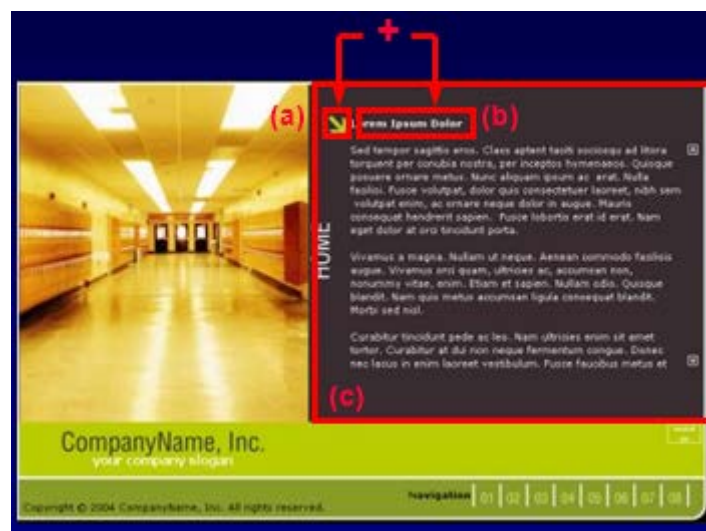 +
(a)
Lorem Ipsum Dolor
(b)
Sed tempor sagittis eros. Class aptent taciti sociosqu ad litora
torquent per conubia nostra, per inceptos hymenaeos. Quisque
posuere ornare metus. Nunc aliquam ipsum ac erat. Nulla
facilisi. Fusce volutpat, dolor quis consectetuer laoreet, nibh sem
volutpat enim, ac ornare neque dolor in augue. Mauris
consequat hendrerit sapien. Fusce lobortis erat id erat. Nam
eget dolor at orci tincidunt porta.
HOME
Vivamus a magna. Nullam ut neque. Aenean commodo facilisis
augue. Vivamus orci quam, ultricies ac, accumsan non,
nonummy vitae, enim. Etiam et sapien. Nullam odio. Quisque
blandit. Nam quis metus accumsan ligula consequat blandit.
Morbi sed nisl.
Curabitur tincidunt pede ac leo. Nam ultricies enim sit amet
tortor. Curabitur at dui non neque fermentum congue. Donec
nec lacus in enim laoreet vestibulum. Fusce faucibus metus et
(c)
CompanyName, Inc.
your company slogan
Copyright © 2004 CompanyName, Inc. All rights reserved.
Navigation 01 02 03 04 05 06 07 08